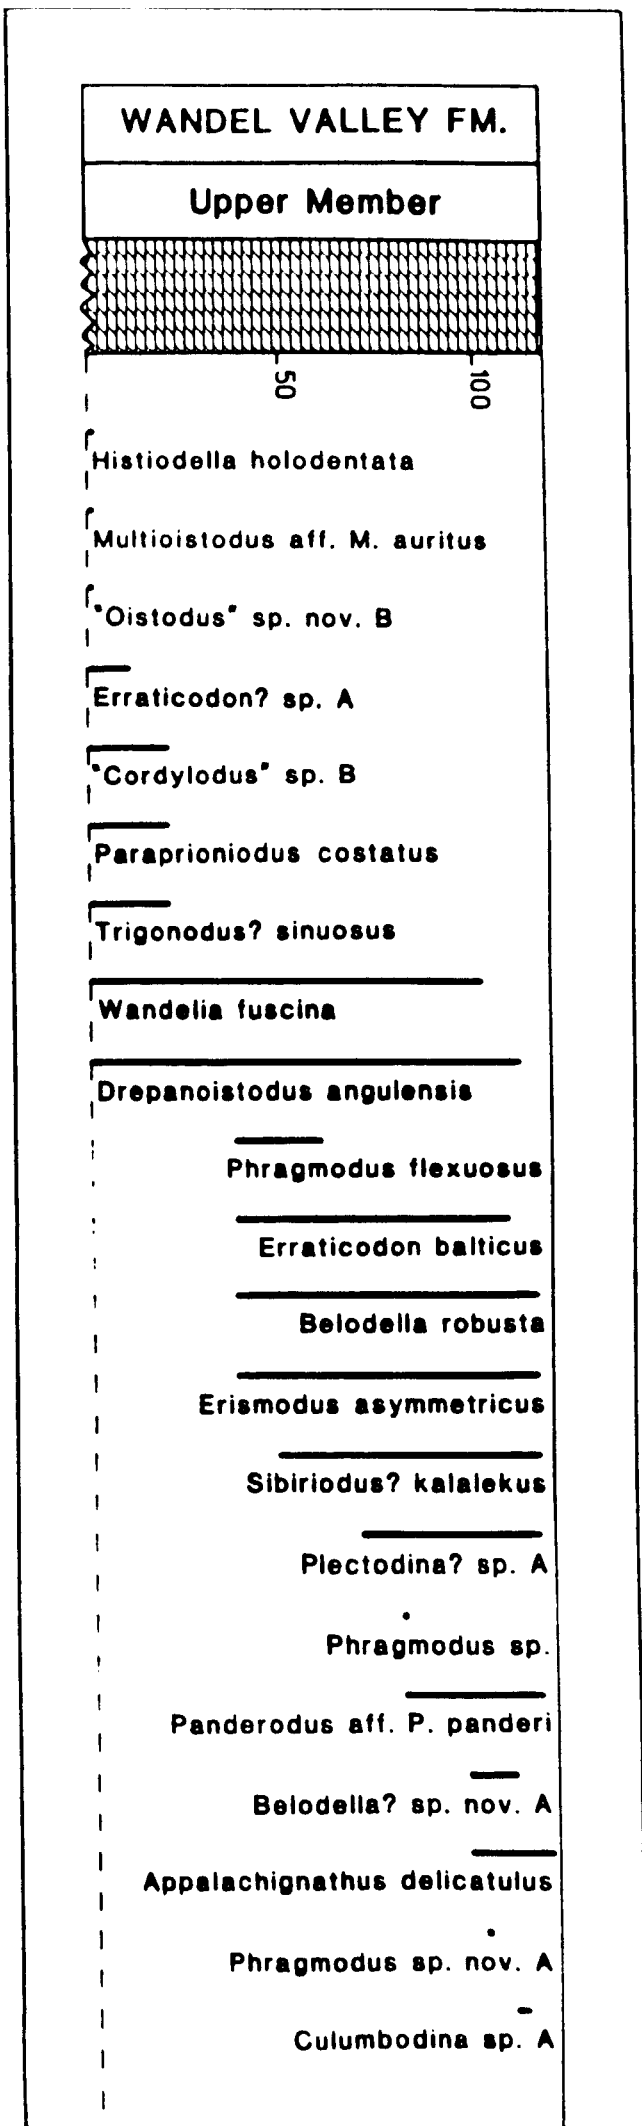 WANDEL VALLEY FM.
Upper Member
50
100
Histiodella holodentata
Multioistodus aff. M. auritus
"Oistodus" sp. nov. B
Erraticodon? sp. A
"Cordylodus" sp. B
Paraprioniodus costatus
Trigonodus? sinuosus
Wandelia fuscina
Drepanoistodus angulensis
Phragmodus flexuosus
Erraticodon balticus
Belodella robusta
Erismodus asymmetricus
Sibiriodus? kalalekus
Plectodina? sp. A
Phragmodus sp.
Panderodus aff. P. panderi
Belodella? sp. nov. A
Appalachignathus delicatulus
Phragmodus sp. nov. A
Culumbodina sp. A